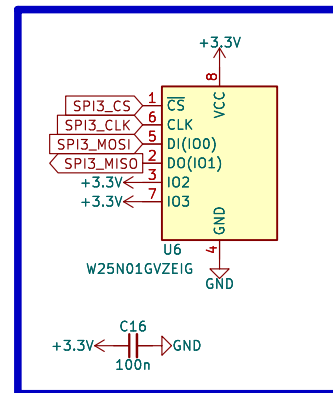 +3.3V
8
VCC
SPI3_CS 1 CS
SPI3_CLK 6 CLK
SPI3_MOSI 5 DI(IO0)
SPI3_MISO 2 DO(IO1)
+3.3V 3 IO2
+3.3V 7 IO3
GND
4
U6
W25N01GVZEIG
GND
C16
+3.3V GND
100n